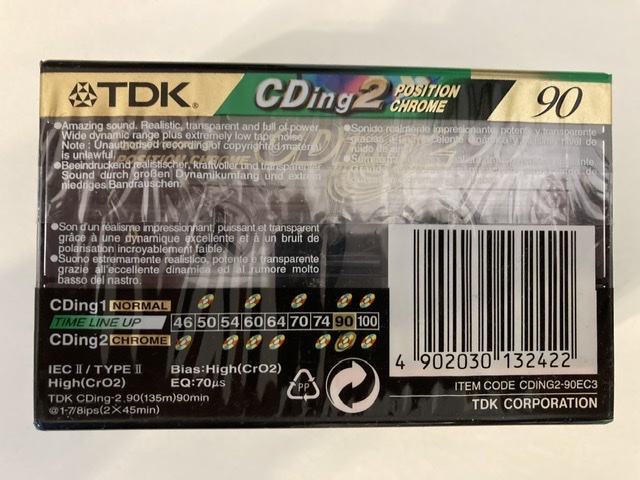 TDK®
CDing2 POSITION CHROME
90
●Amazing sound. Realistic, transparent and full of power
Wide dynamic range plus extremely low tape noise.
Note : Unauthorised recording of copyrighted material
is unlawful.
●Beeindruckend realistischer, kraftvoller und transparenter
Sound durch großen Dynamikumfang und extrem
niedriges Bandrauschen.
●Son d'un réalisme impressionnant, puissant et transparent
grâce à une dynamique excellente et à un bruit de
polarisation incroyablement faible.
●Suono estremamente realistico, potente e transparente
grazie all'eccellente dinamica ed al rumore molto
basso del nastro.
●Sonido realmente impresionante, potente y transparente
CDing1 NORMAL
TIME LINE UP 46 50 54 60 64 70 74 90 100
CDing2 CHROME
IEC II / TYPE II
High(CrO2)
Bias:High(CrO2)
EQ:70µs
TDK CDing-2,90(135m)90min
@1-7/8ips(2×45min)
PP
4 902030 132422
ITEM CODE CDING2-90EC3
TDK CORPORATION